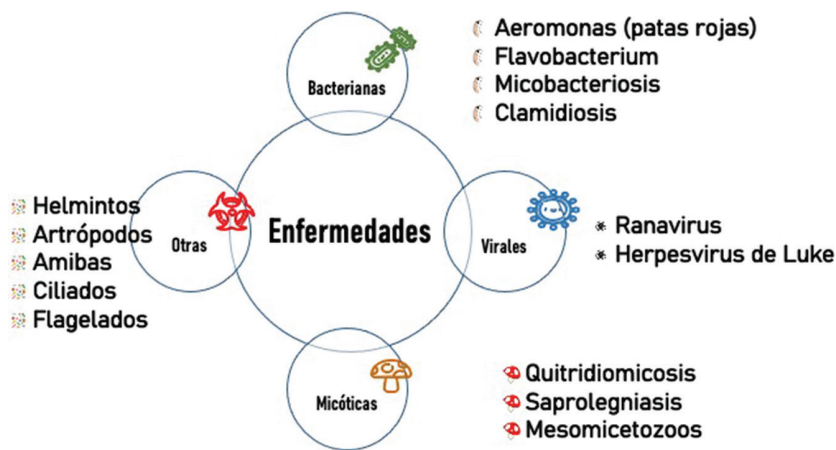 Bacterianas
Aeromonas (patas rojas)
Flavobacterium
Micobacteriosis
Clamidiosis
Enfermedades
Otras
Helmintos
Artrópodos
Amibas
Ciliados
Flagelados
Virales
Ranavirus
Herpesvirus de Luke
Micóticas
Quitridiomicosis
Saprolegniasis
Mesomicetozoos